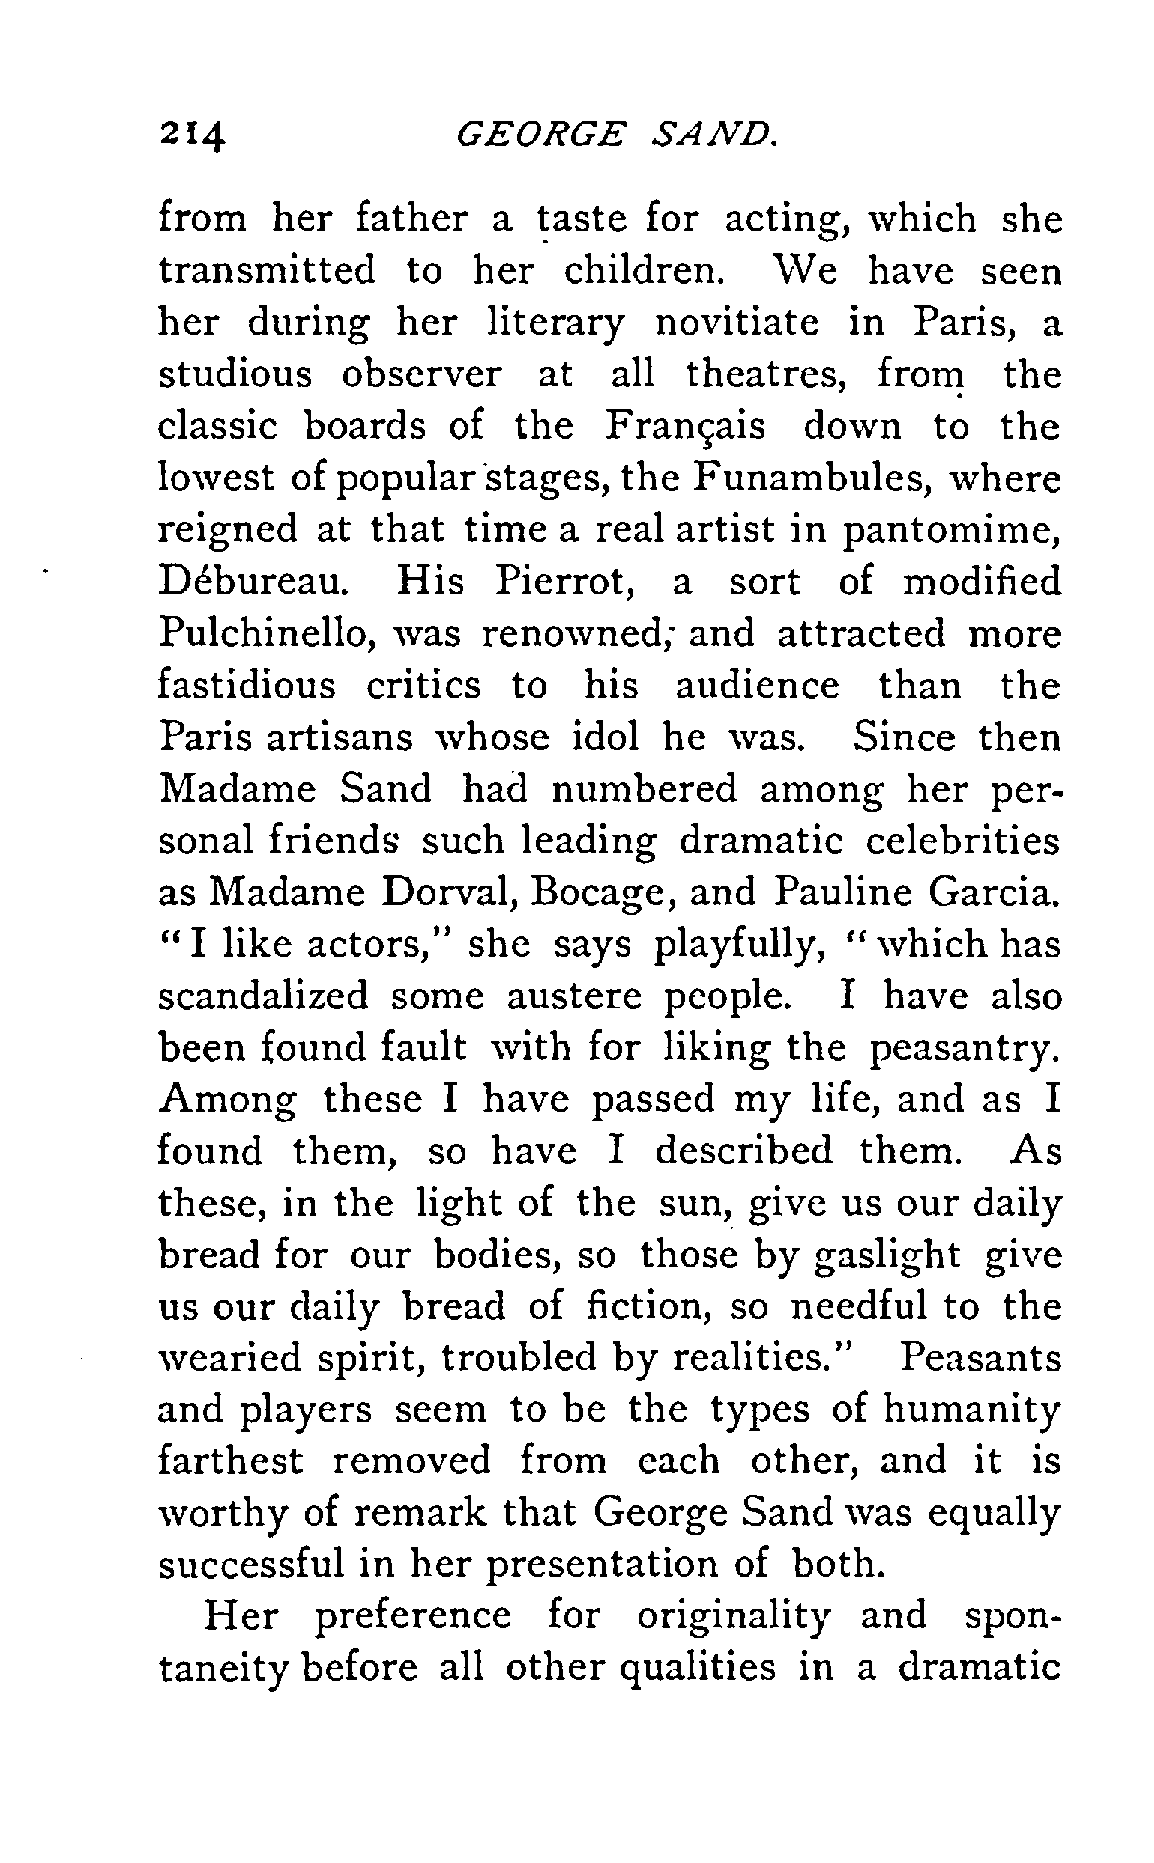 214 GEORGE SAND.
from her father a taste for acting, which she
transmitted to her children. We have seen
her during her literary novitiate in Paris, a
studious observer at all theatres, from the
classic boards of the Français down to the
lowest of popular stages, the Funambules, where
reigned at that time a real artist in pantomime,
Débureau. His Pierrot, a sort of modified
Pulchinello, was renowned, and attracted more
fastidious critics to his audience than the
Paris artisans whose idol he was. Since then
Madame Sand had numbered among her per-
sonal friends such leading dramatic celebrities
as Madame Dorval, Bocage, and Pauline Garcia.
"I like actors," she says playfully, "which has
scandalized some austere people. I have also
been found fault with for liking the peasantry.
Among these I have passed my life, and as I
found them, so have I described them. As
these, in the light of the sun, give us our daily
bread for our bodies, so those by gaslight give
us our daily bread of fiction, so needful to the
wearied spirit, troubled by realities." Peasants
and players seem to be the types of humanity
farthest removed from each other, and it is
worthy of remark that George Sand was equally
successful in her presentation of both.
Her preference for originality and spon-
taneity before all other qualities in a dramatic